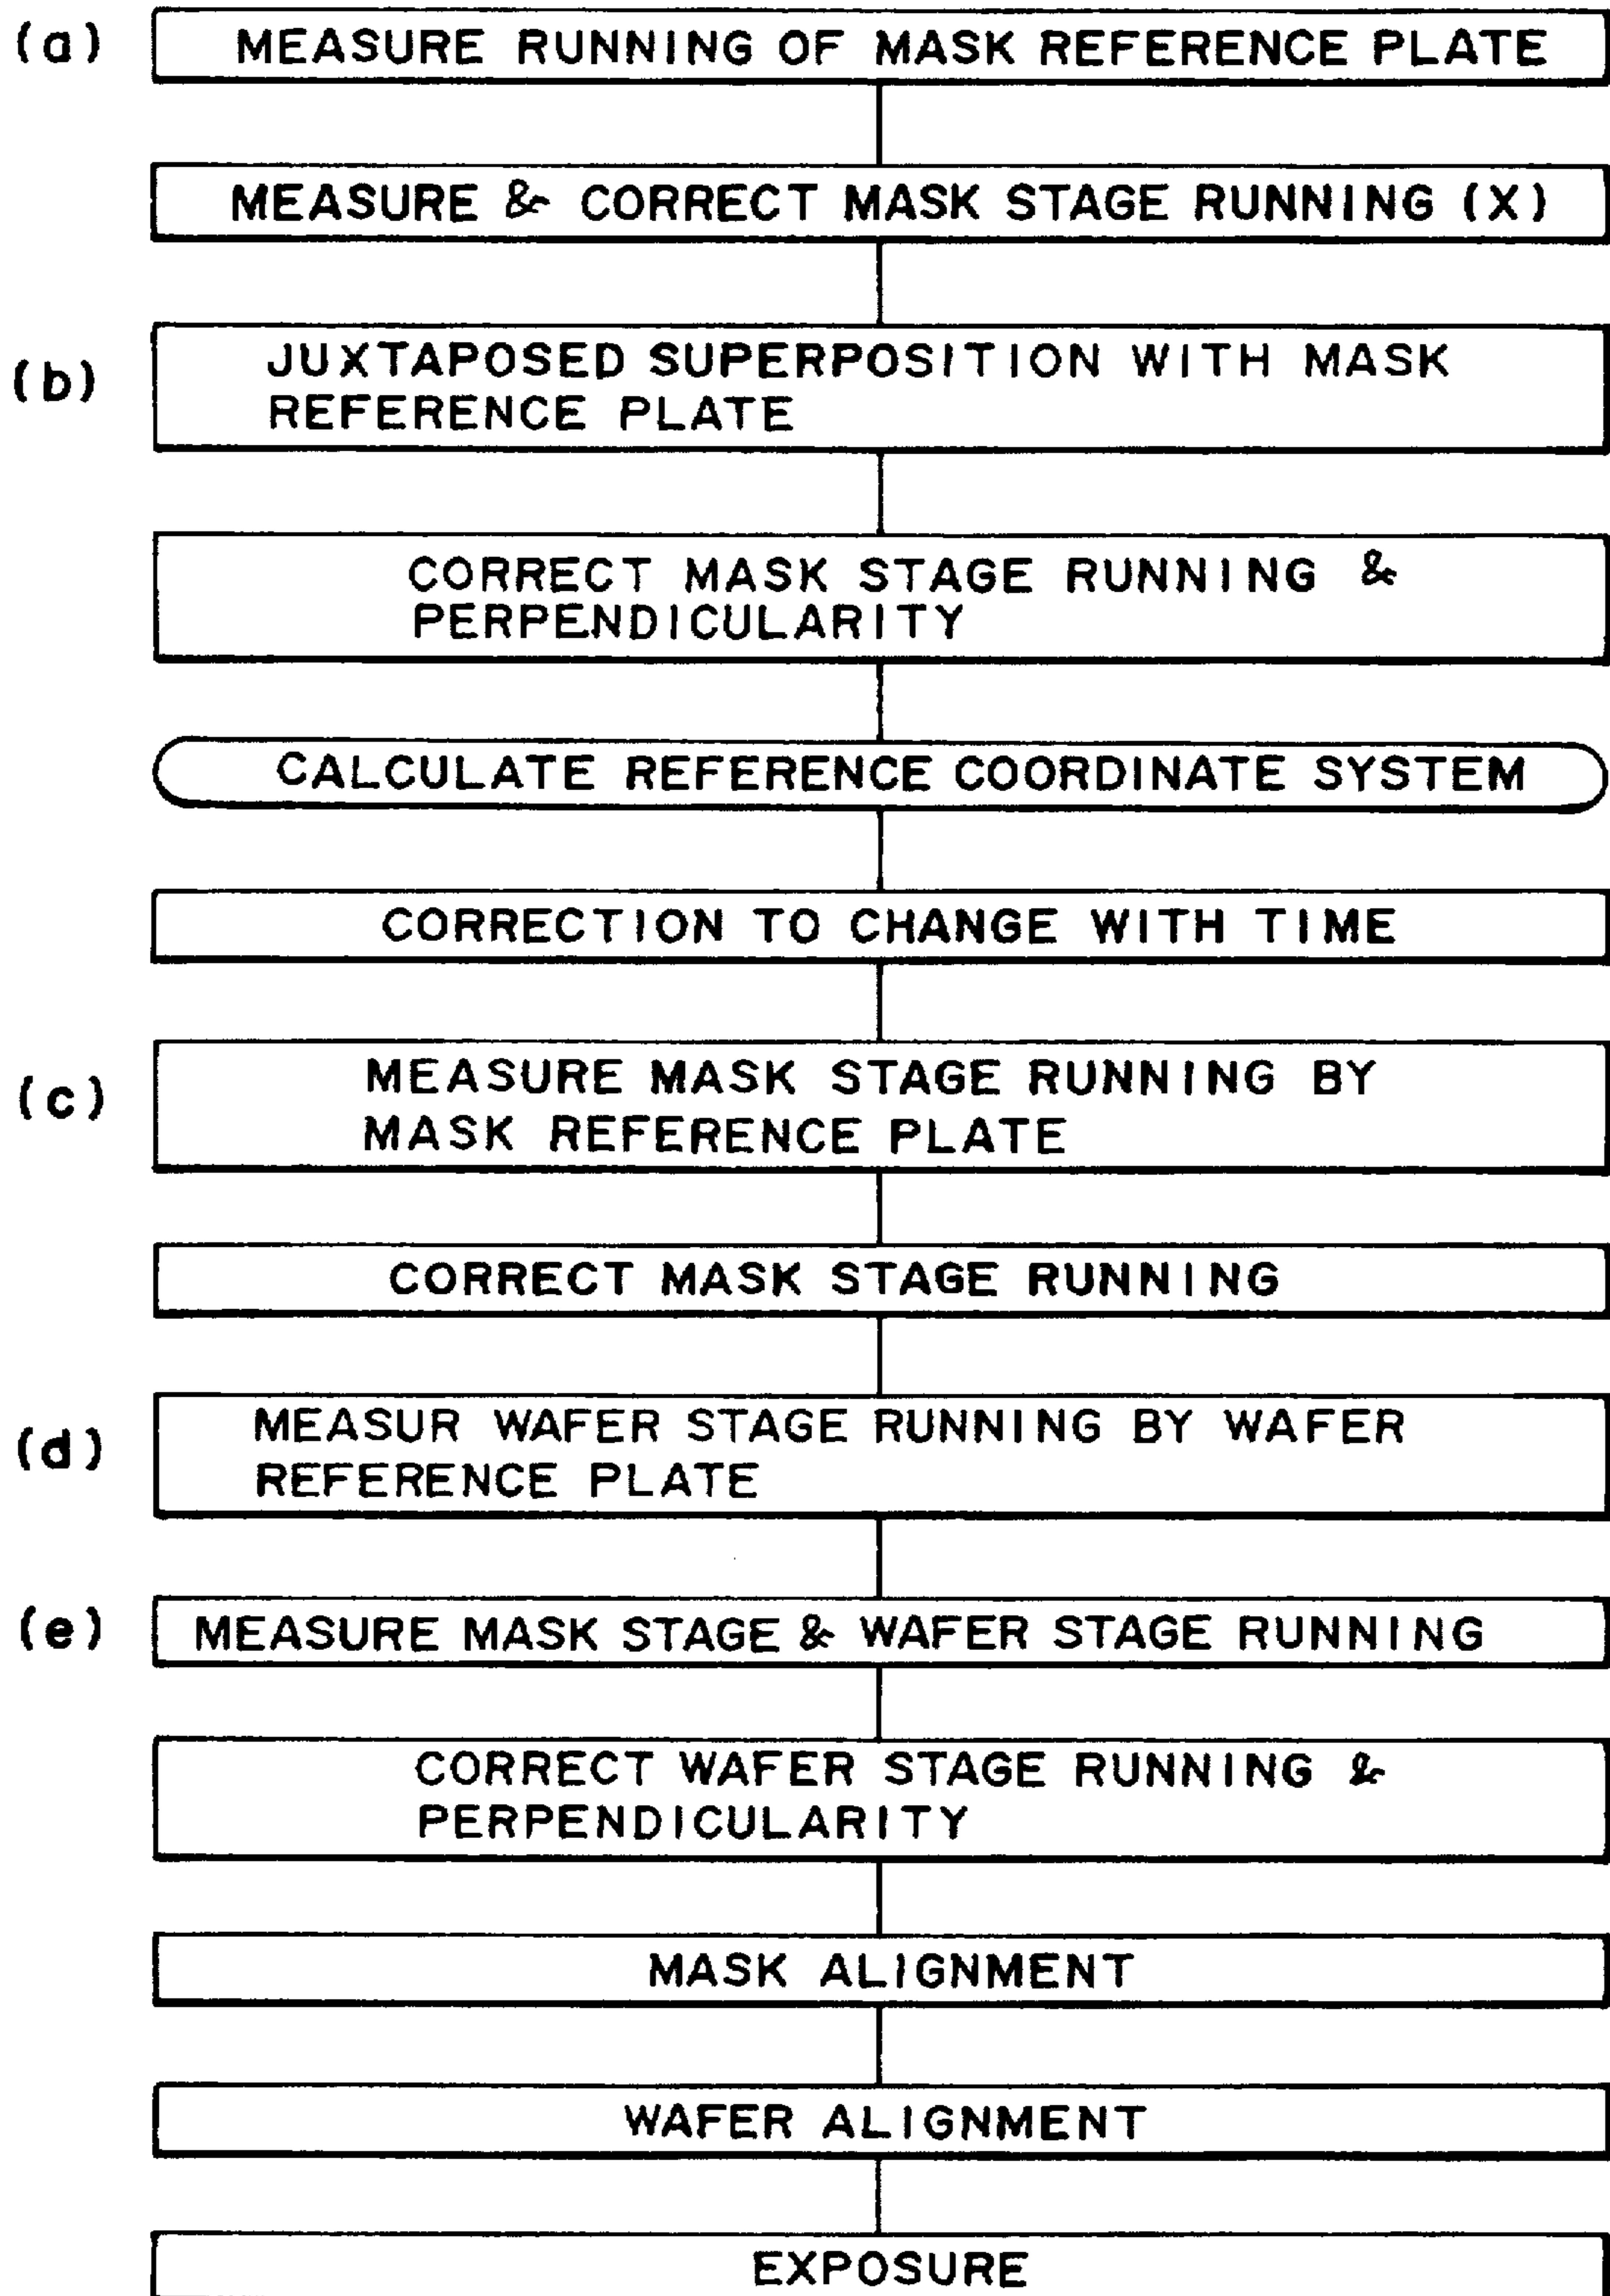 (a) MEASURE RUNNING OF MASK REFERENCE PLATE
MEASURE & CORRECT MASK STAGE RUNNING (X)
(b) JUXTAPOSED SUPERPOSITION WITH MASK
REFERENCE PLATE
CORRECT MASK STAGE RUNNING &
PERPENDICULARITY
CALCULATE REFERENCE COORDINATE SYSTEM
CORRECTION TO CHANGE WITH TIME
(c) MEASURE MASK STAGE RUNNING BY
MASK REFERENCE PLATE
CORRECT MASK STAGE RUNNING
(d) MEASUR WAFER STAGE RUNNING BY WAFER
REFERENCE PLATE
(e) MEASURE MASK STAGE & WAFER STAGE RUNNING
CORRECT WAFER STAGE RUNNING &
PERPENDICULARITY
MASK ALIGNMENT
WAFER ALIGNMENT
EXPOSURE